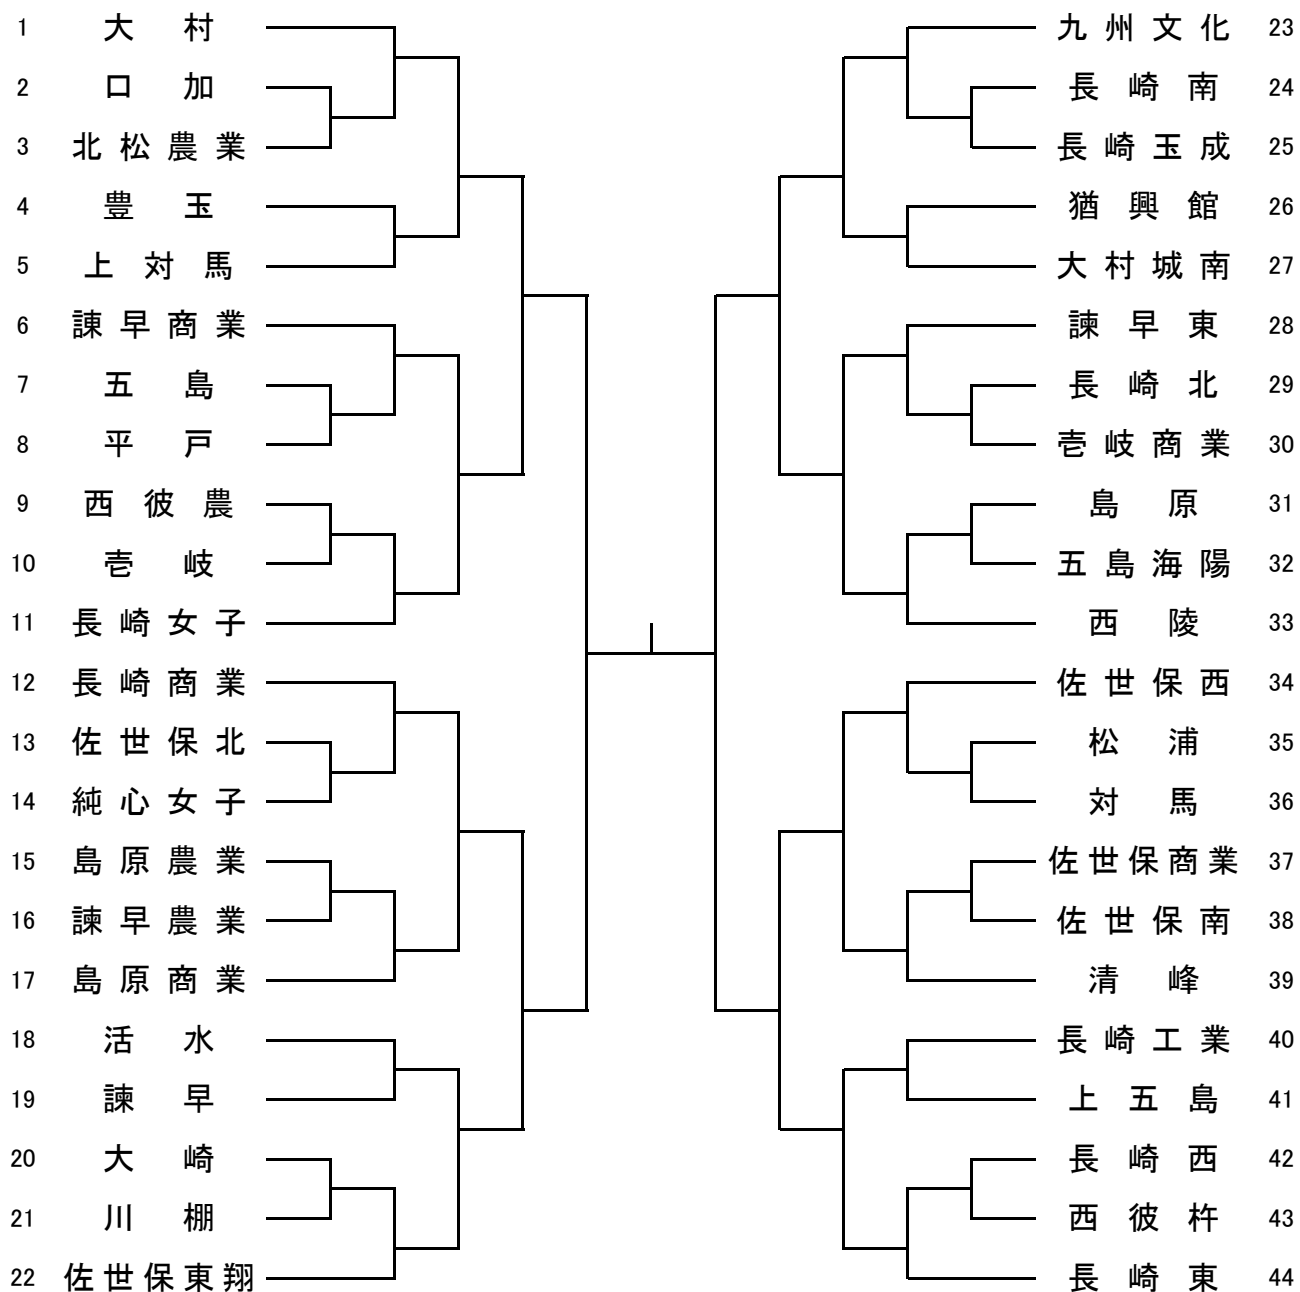 1 大村 九州文化 23
2 口加 長崎南 24
3 北松農業 長崎玉成 25
4 豊玉 猶興館 26
5 上対馬 大村城南 27
6 諫早商業 諫早東 28
7 五島 長崎北 29
8 平戸 壱岐商業 30
9 西彼農 島原 31
10 壱岐 五島海陽 32
11 長崎女子 西陵 33
12 長崎商業 佐世保西 34
13 佐世保北 松浦 35
14 純心女子 対馬 36
15 島原農業 佐世保商業 37
16 諫早農業 佐世保南 38
17 島原商業 清峰 39
18 活水 長崎工業 40
19 諫早 上五島 41
20 大崎 長崎西 42
21 川棚 西彼杵 43
22 佐世保東翔 長崎東 44